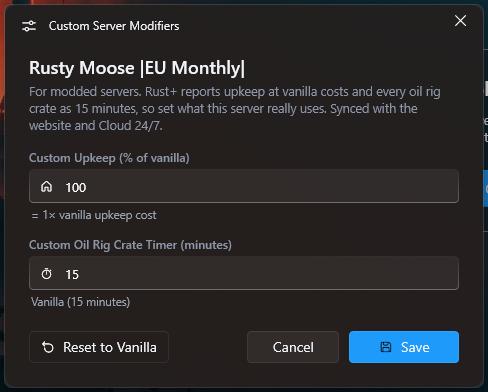 Custom Server Modifiers
Rusty Moose |EU Monthly|
For modded servers. Rust+ reports upkeep at vanilla costs and every oil rig
crate as 15 minutes, so set what this server really uses. Synced with the
website and Cloud 24/7.
Custom Upkeep (% of vanilla)
100
= 1× vanilla upkeep cost
Custom Oil Rig Crate Timer (minutes)
15
Vanilla (15 minutes)
Reset to Vanilla
Cancel
Save